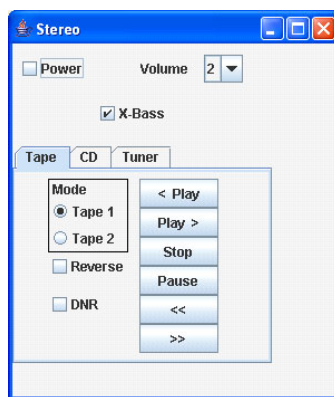 Stereo
Power Volume 2
X-Bass
Tape CD Tuner
Mode
Tape 1
Tape 2
Reverse
DNR
< Play
Play >
Stop
Pause
<<
>>